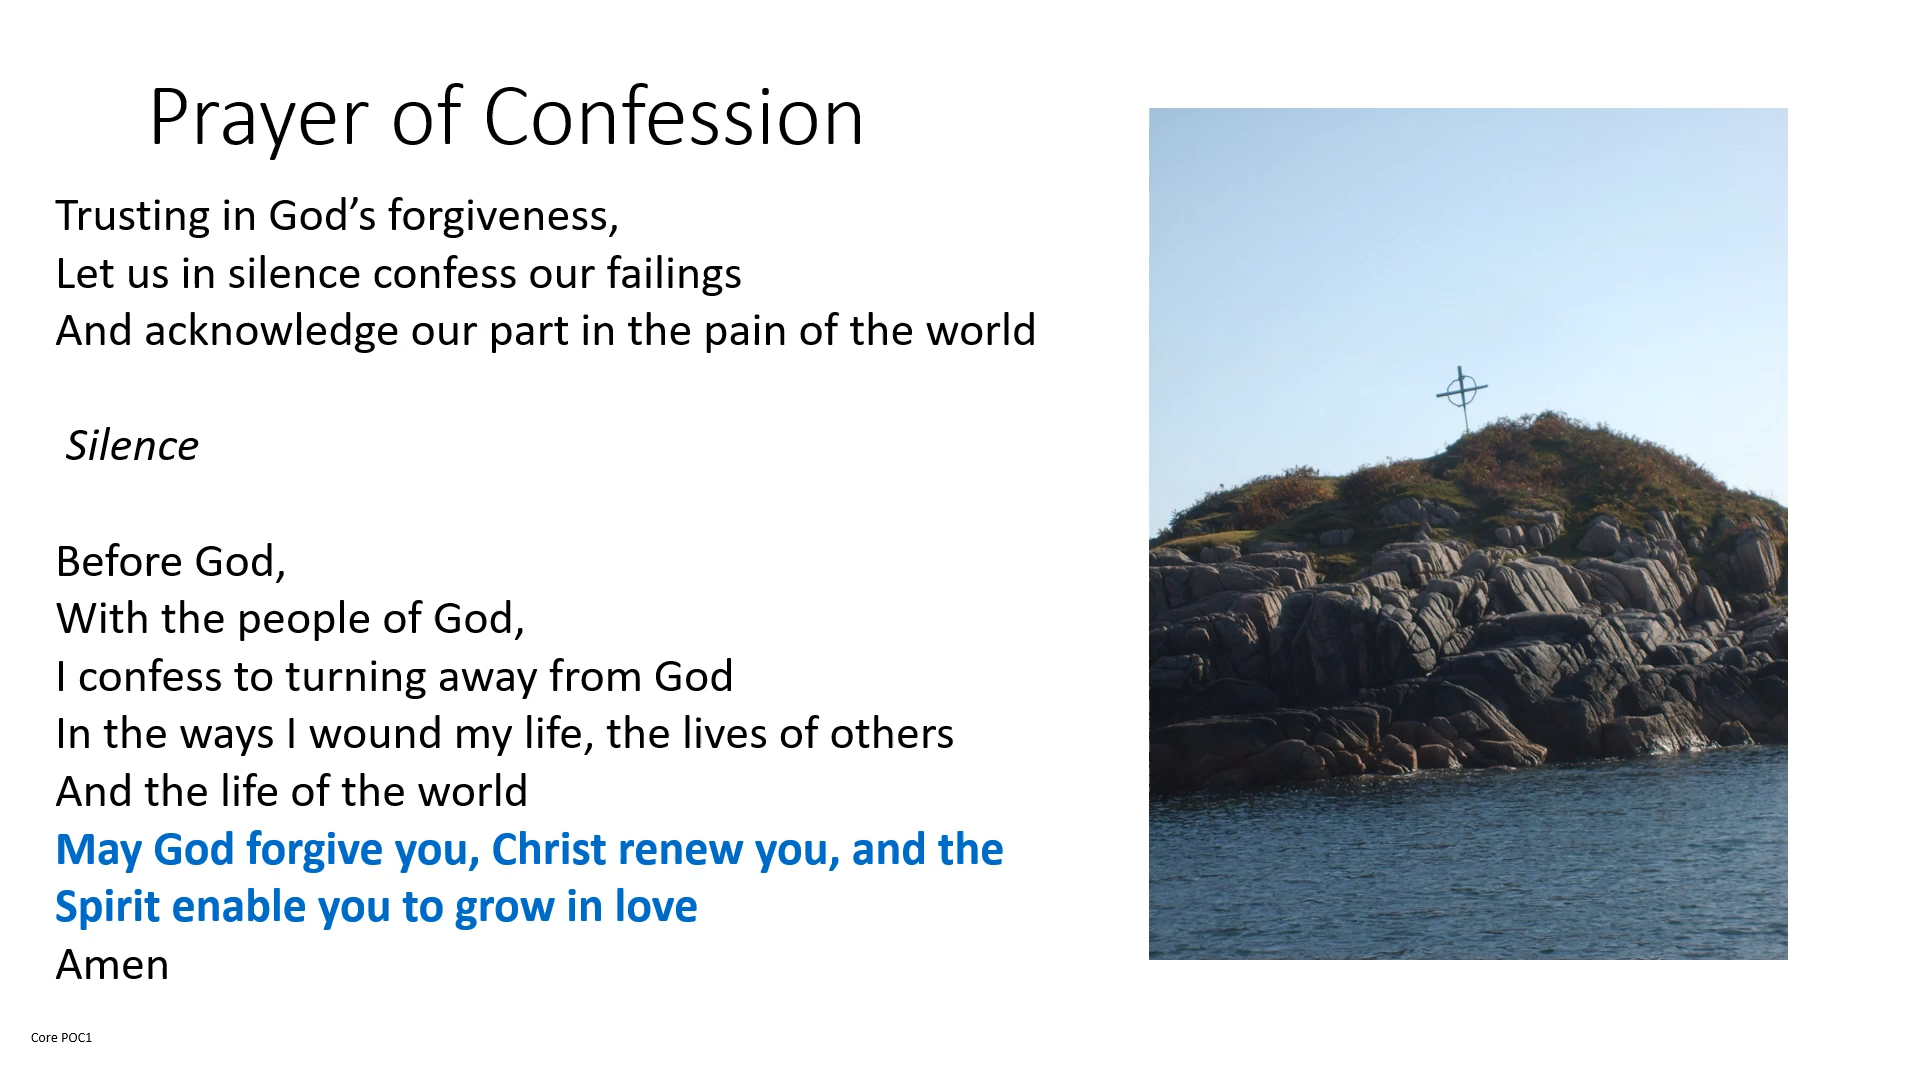 Prayer of Confession
Trusting in God’s forgiveness,
Let us in silence confess our failings
And acknowledge our part in the pain of the world
Silence
Before God,
With the people of God,
I confess to turning away from God
In the ways I wound my life, the lives of others
And the life of the world
May God forgive you, Christ renew you, and the
Spirit enable you to grow in love
Amen
Core POC1